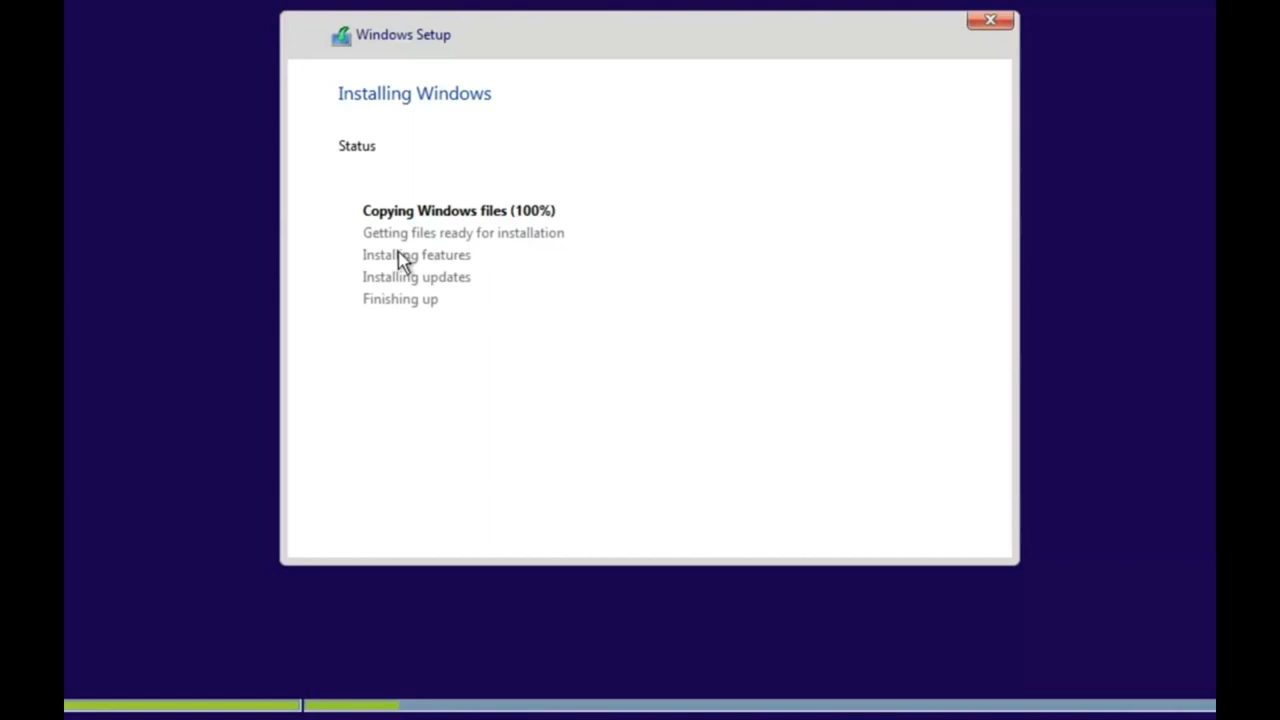 Windows Setup
Installing Windows
Status
Copying Windows files (100%)
Getting files ready for installation
Installing features
Installing updates
Finishing up